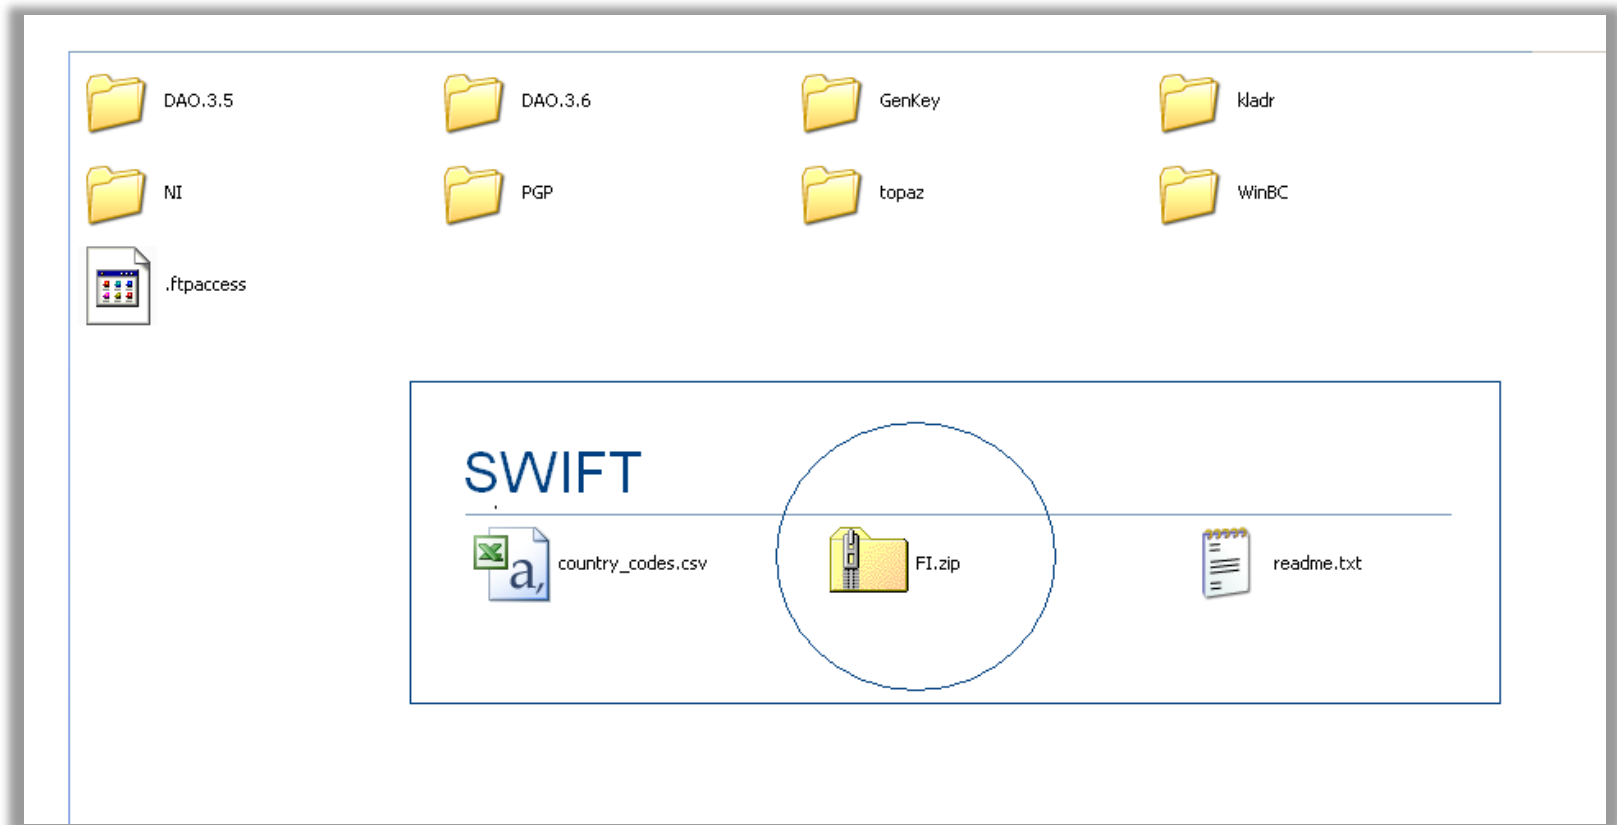 DAO.3.5 DAO.3.6 GenKey kladr
NI PGP topaz WinBC
.ftpaccess
SWIFT
country_codes.csv FI.zip readme.txt